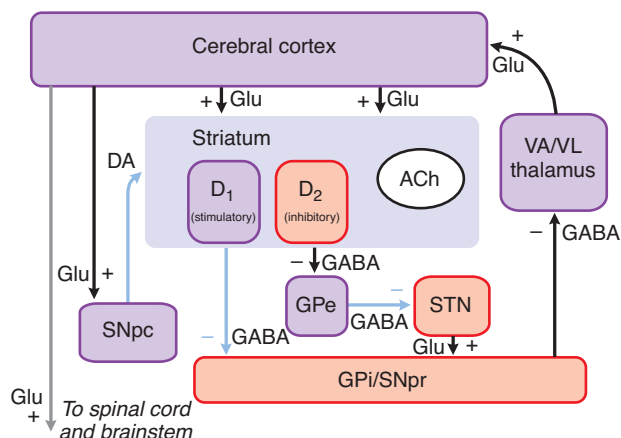 Cerebral cortex
+
Glu
+ Glu
+ Glu
Striatum
DA
D1
(stimulatory)
D2
(inhibitory)
ACh
VA/VL
thalamus
− GABA
− GABA
Glu +
SNpc
GPe
−
GABA
STN
− GABA
Glu +
GPi/SNpr
Glu
+
To spinal cord
and brainstem